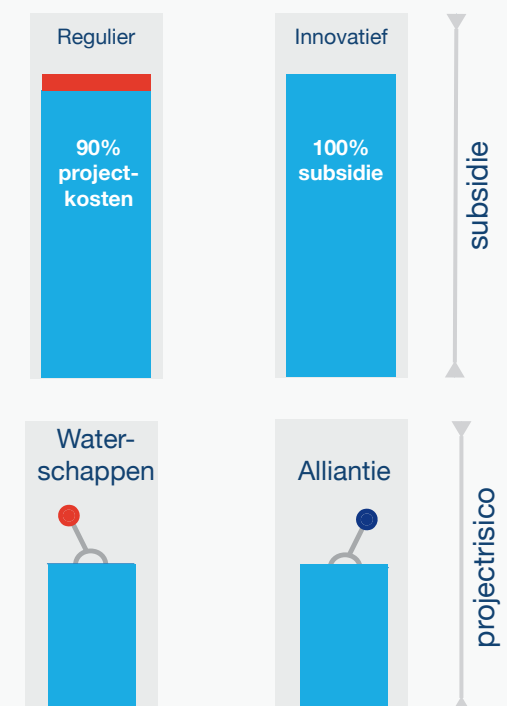 Regulier
Innovatief
90%
project-
kosten
100%
subsidie
subsidie
Water-
schappen
Alliantie
projectrisico